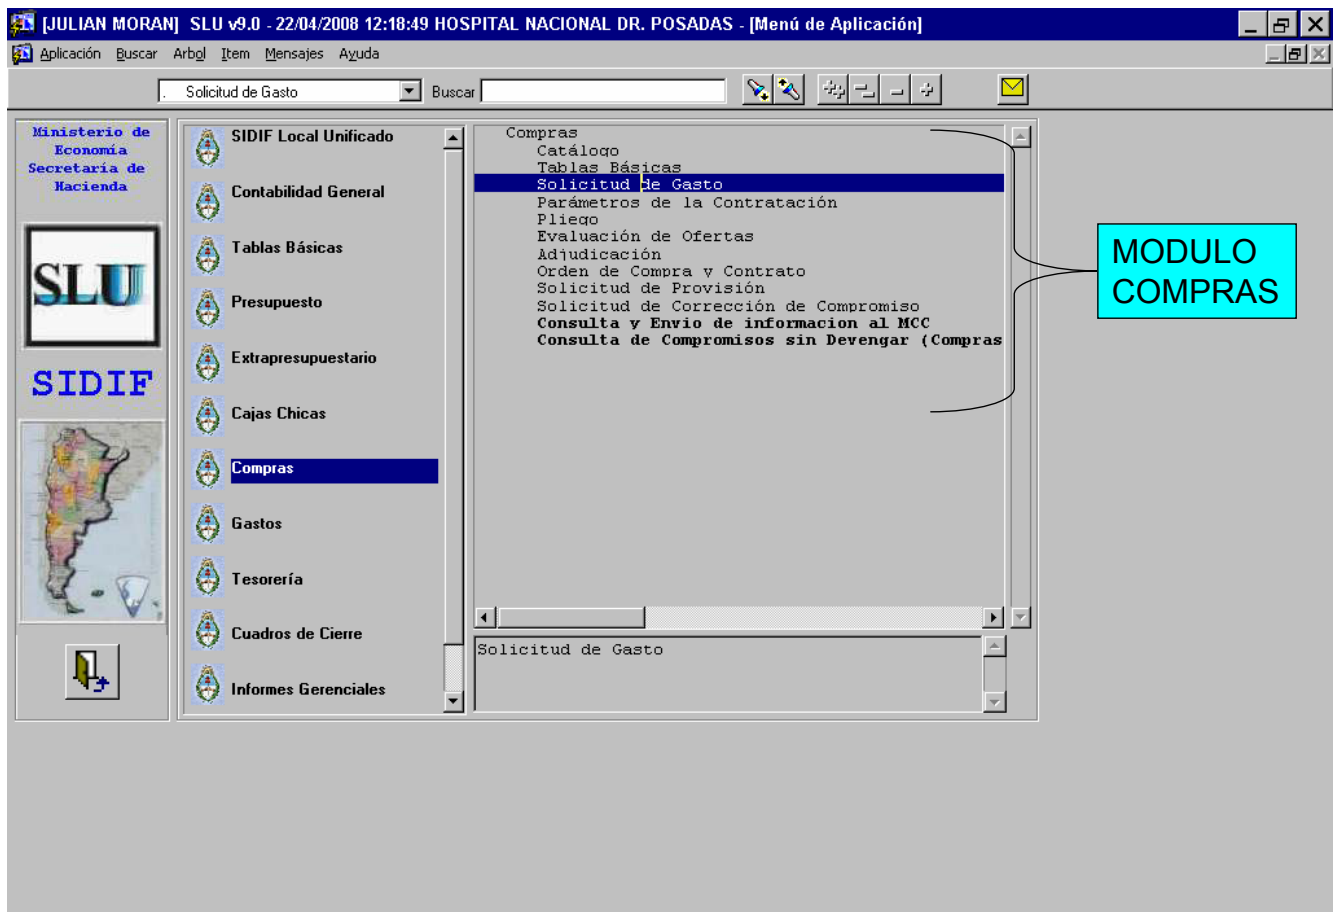 [JULIAN MORAN] SLU v9.0 - 22/04/2008 12:18:49 HOSPITAL NACIONAL DR. POSADAS - [Menú de Aplicación]
Aplicación Buscar Arbol Item Mensajes Ayuda
. Solicitud de Gasto Buscar
Ministerio de
Economía
Secretaría de
Hacienda
SLU
SIDIF
SIDIF Local Unificado
Contabilidad General
Tablas Básicas
Presupuesto
Extrapresupuestario
Cajas Chicas
Compras
Gastos
Tesorería
Cuadros de Cierre
Informes Gerenciales
Compras
Catálogo
Tablas Básicas
Solicitud de Gasto
Parámetros de la Contratación
Pliego
Evaluación de Ofertas
Adjudicación
Orden de Compra y Contrato
Solicitud de Provisión
Solicitud de Corrección de Compromiso
Consulta y Envio de informacion al MCC
Consulta de Compromisos sin Devengar (Compras
Solicitud de Gasto
MODULO
COMPRAS